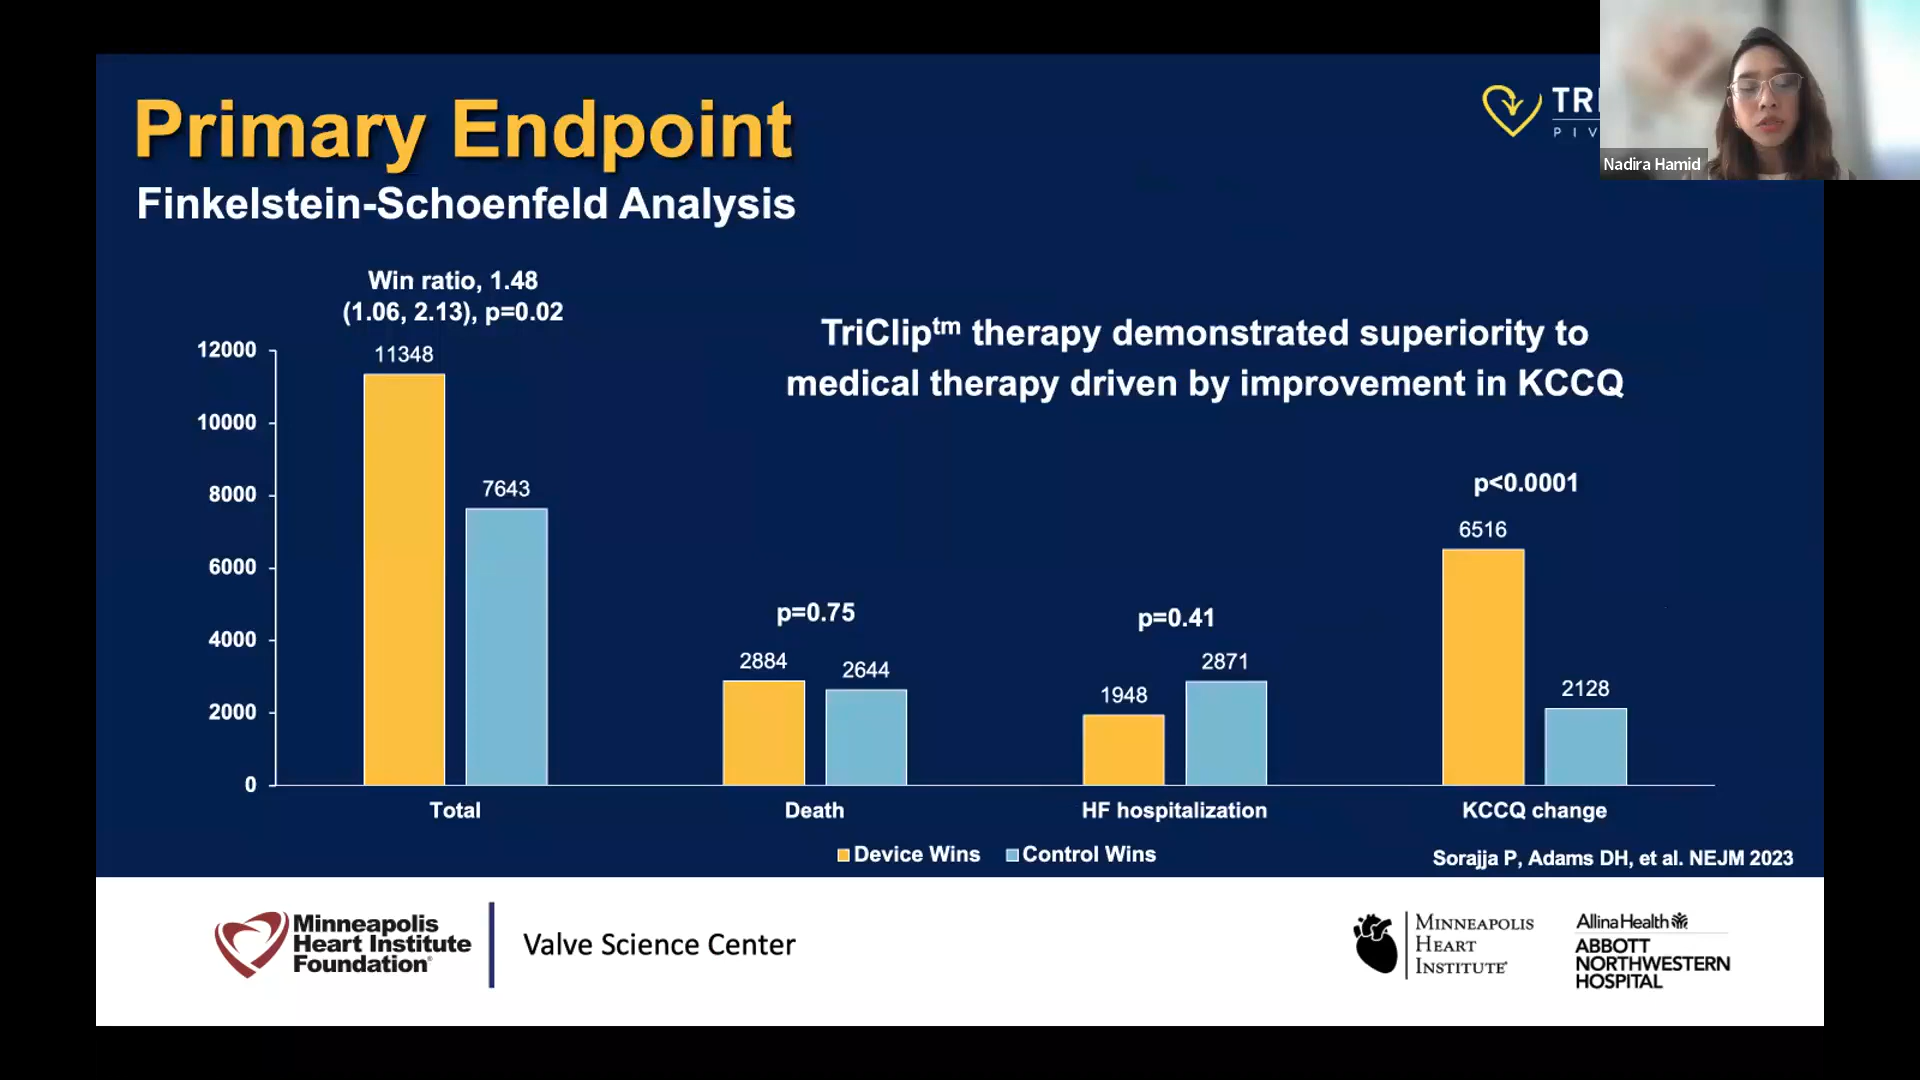 Primary Endpoint
Finkelstein-Schoenfeld Analysis
Nadira Hamid
Win ratio, 1.48
(1.06, 2.13), p=0.02
TriClip™ therapy demonstrated superiority to
medical therapy driven by improvement in KCCQ
12000
10000
8000
6000
4000
2000
0
11348
7643
p=0.75
2884
2644
p=0.41
1948
2871
p<0.0001
6516
2128
Total
Death
HF hospitalization
KCCQ change
Device Wins
Control Wins
Sorajja P, Adams DH, et al. NEJM 2023
Minneapolis
Heart Institute
Foundation®
Valve Science Center
MINNEAPOLIS
HEART
INSTITUTE®
AllinaHealth
ABBOTT
NORTHWESTERN
HOSPITAL